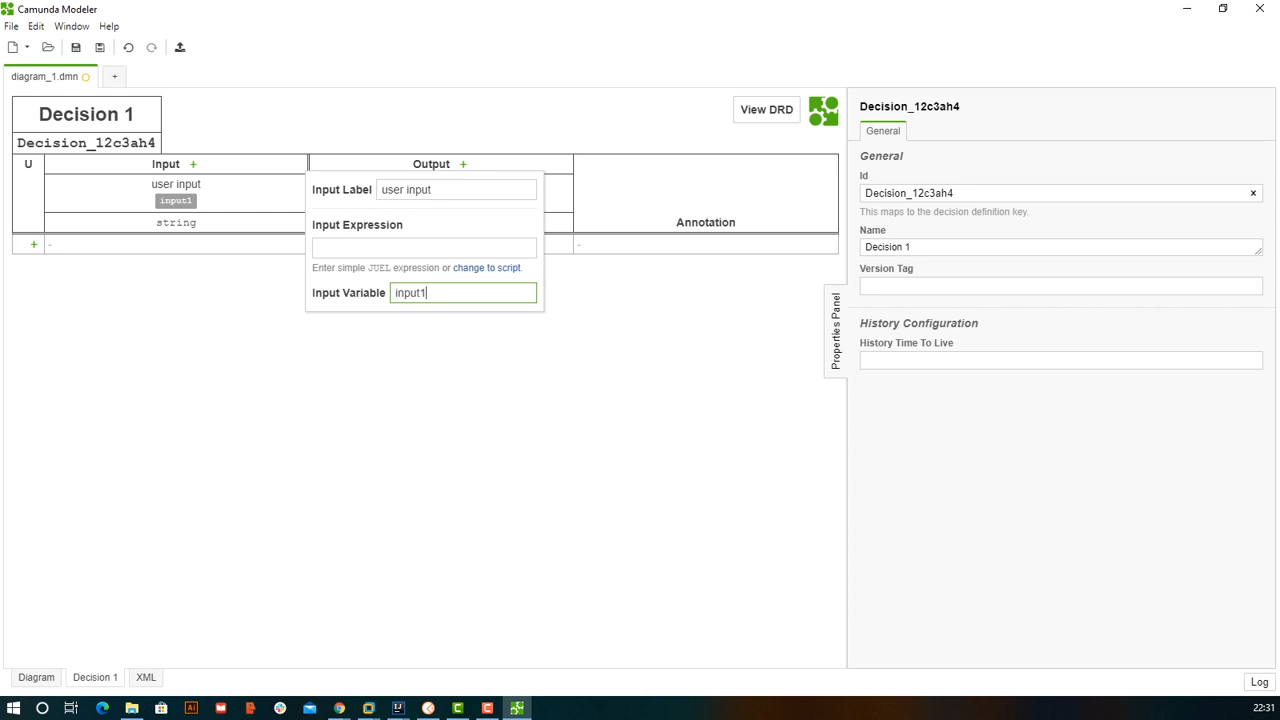 Camunda Modeler
File Edit Window Help
diagram_1.dmn +
Decision 1
Decision_12c3ah4
View DRD
U Input + Output +
user input
input1
string
Annotation
+ - -
Input Label user input
Input Expression
Enter simple JUEL expression or change to script.
Input Variable input1
Properties Panel
Decision_12c3ah4
General
General
Id
Decision_12c3ah4 ×
This maps to the decision definition key.
Name
Decision 1
Version Tag
History Configuration
History Time To Live
Diagram Decision 1 XML
Log
22:31